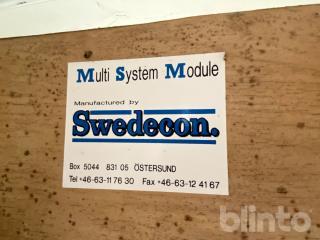 Multi System Module
Manufactured by
Swedecon.
Box 5044 831 05 ÖSTERSUND
Tel +46-63-11 76 30 Fax +46-63-12 41 67
blinto